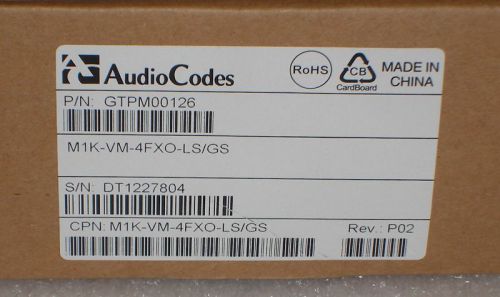 AudioCodes
RoHS
CB
CardBoard
MADE IN
CHINA
P/N: GTPM00126
M1K-VM-4FXO-LS/GS
S/N: DT1227804
CPN: M1K-VM-4FXO-LS/GS
Rev.: P02